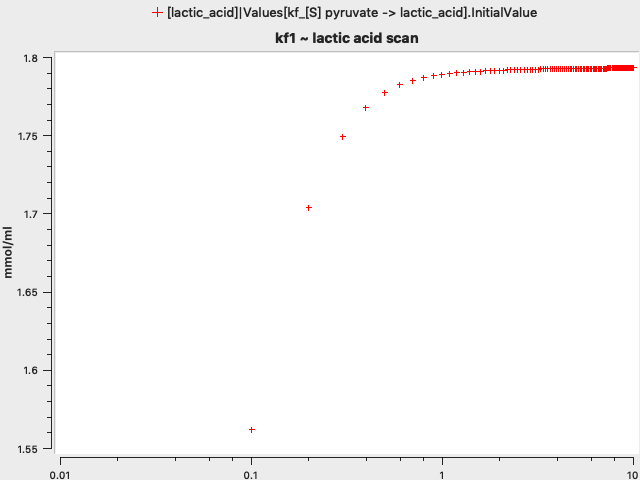 [lactic_acid]|Values[kf_[S] pyruvate -> lactic_acid].InitialValue
kf1 ~ lactic acid scan
1.8
1.75
1.7
mmol/ml
1.65
1.6
1.55
0.01 0.1 1 10